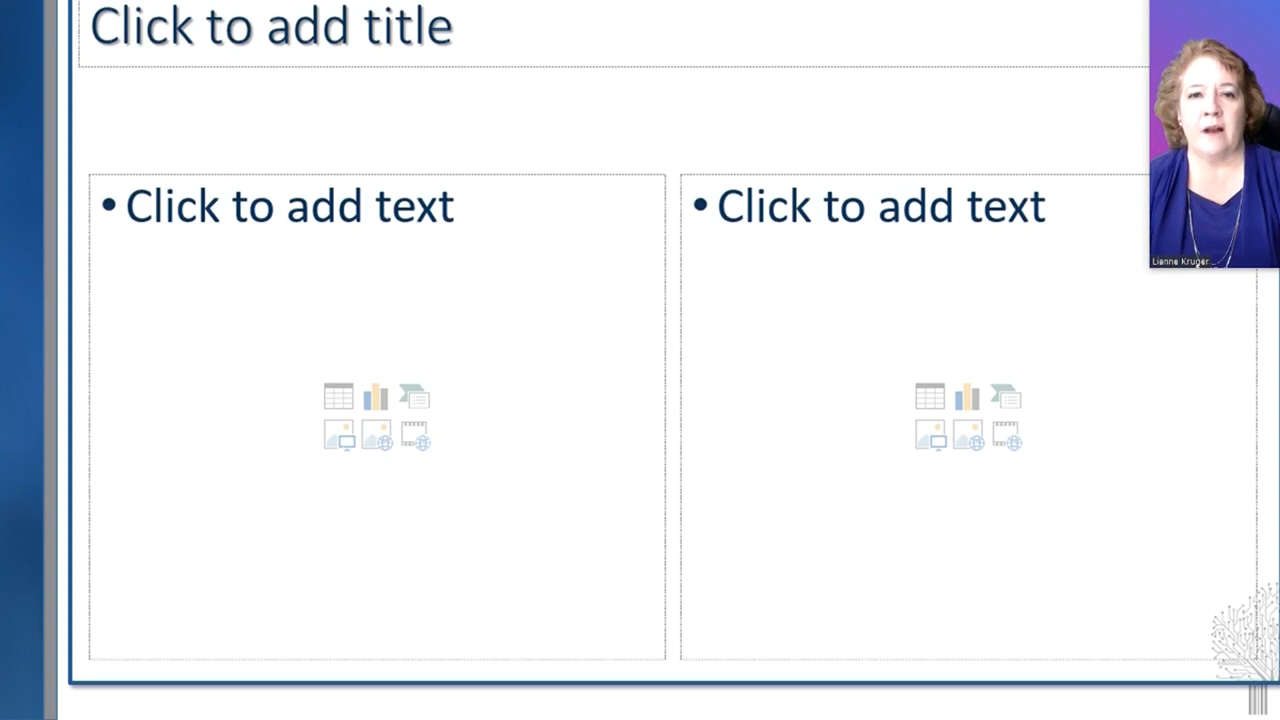 Click to add title
• Click to add text
• Click to add text
Lianne Kruger